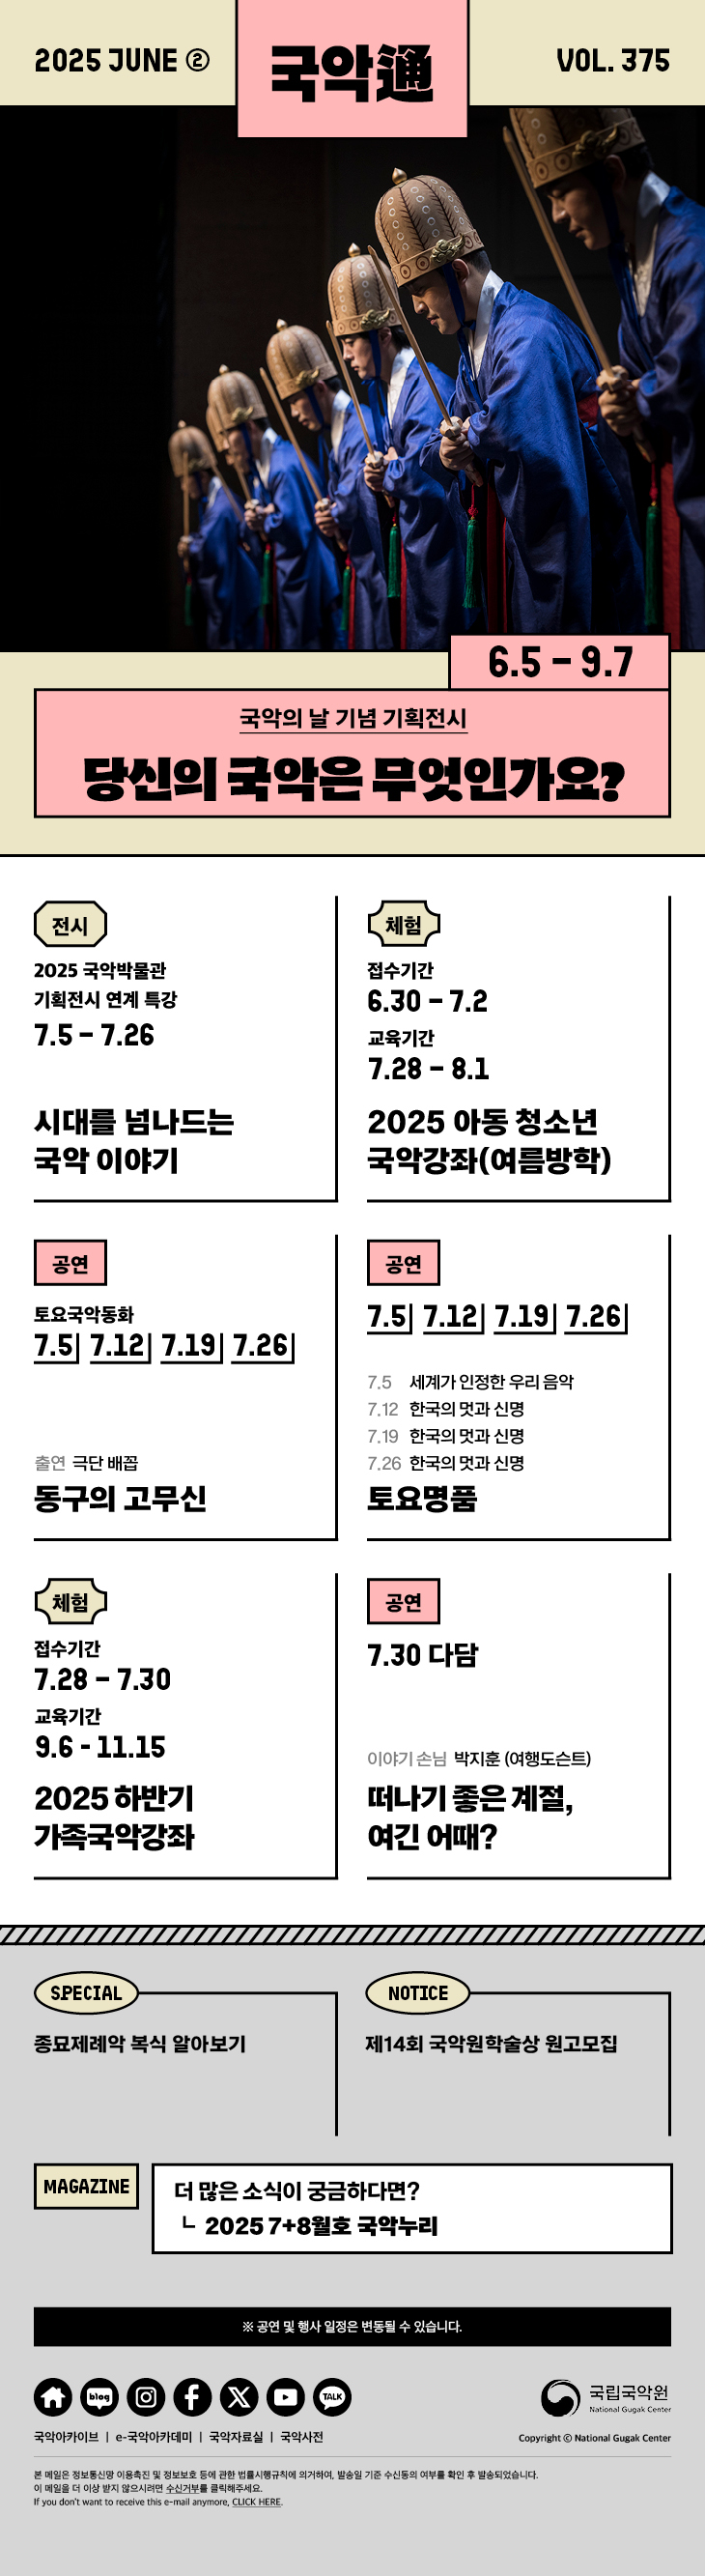 2025 JUNE ②
국악通
VOL. 375
6.5 – 9.7
국악의 날 기념 기획전시
당신의 국악은 무엇인가요?
전시
2025 국악박물관
기획전시 연계 특강
7.5 – 7.26
시대를 넘나드는
국악 이야기
체험
접수기간
6.30 – 7.2
교육기간
7.28 – 8.1
2025 아동 청소년
국악강좌(여름방학)
공연
토요국악동화
7.5 7.12 7.19 7.26
출연 극단 배꼽
동구의 고무신
공연
7.5 7.12 7.19 7.26
7.5 세계가 인정한 우리 음악
7.12 한국의 멋과 신명
7.19 한국의 멋과 신명
7.26 한국의 멋과 신명
토요명품
체험
접수기간
7.28 – 7.30
교육기간
9.6 - 11.15
2025 하반기
가족국악강좌
공연
7.30 다담
이야기 손님 박지훈 (여행도슨트)
떠나기 좋은 계절,
여긴 어때?
SPECIAL
종묘제례악 복식 알아보기
NOTICE
제14회 국악원학술상 원고모집
MAGAZINE
더 많은 소식이 궁금하다면?
ㄴ 2025 7+8월호 국악누리
※ 공연 및 행사 일정은 변동될 수 있습니다.
blog
TALK
국립국악원
National Gugak Center
국악아카이브 | e-국악아카데미 | 국악자료실 | 국악사전
Copyright ⓒ National Gugak Center
본 메일은 정보통신망 이용촉진 및 정보보호 등에 관한 법률시행규칙에 의거하여, 발송일 기준 수신동의 여부를 확인 후 발송되었습니다.
이 메일을 더 이상 받지 않으시려면 수신거부를 클릭해주세요.
If you don't want to receive this e-mail anymore, CLICK HERE.